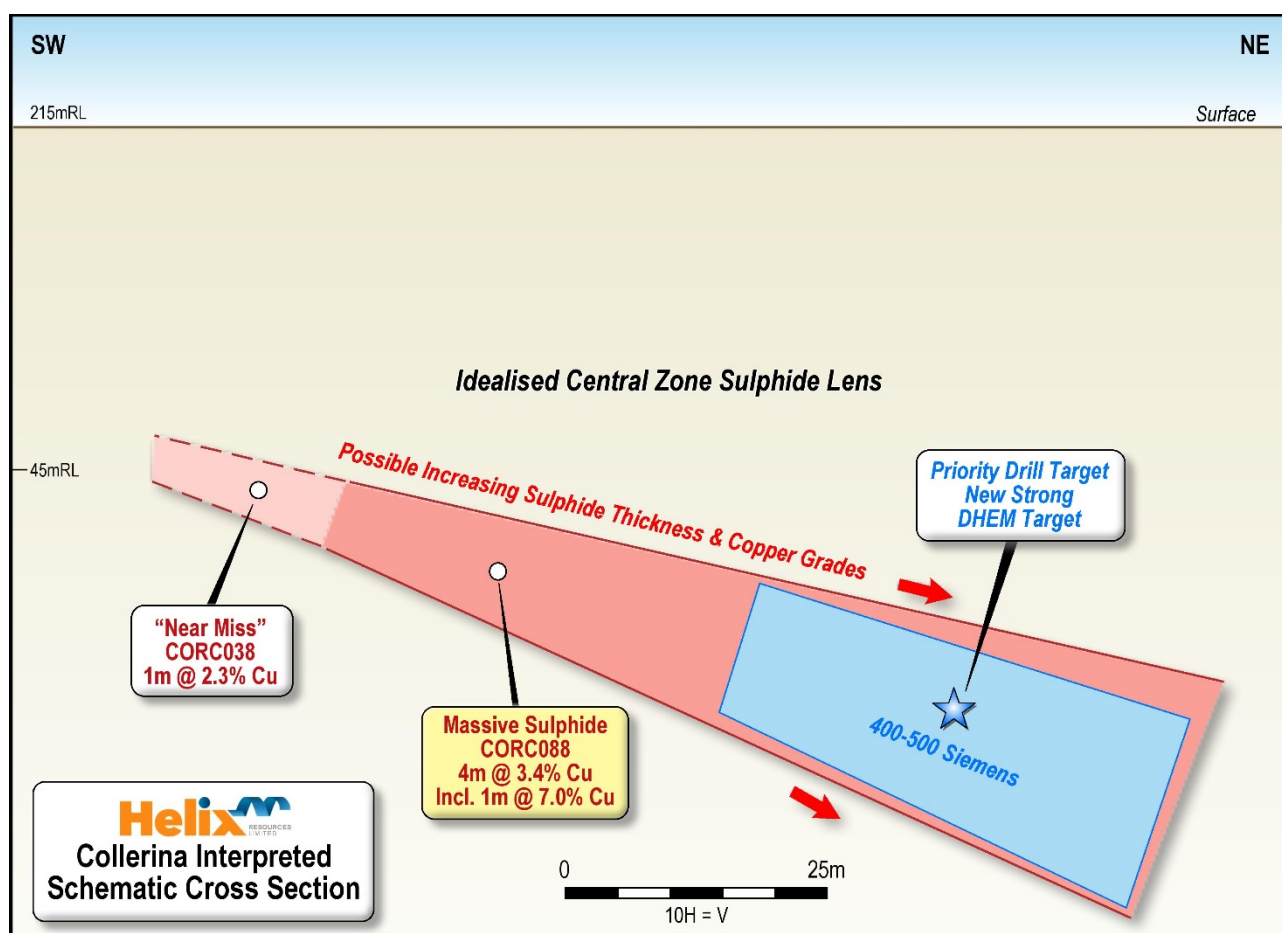 SW
NE
215mRL
Surface
Idealised Central Zone Sulphide Lens
45mRL
Possible Increasing Sulphide Thickness & Copper Grades
Priority Drill Target
New Strong
DHEM Target
"Near Miss"
CORC038
1m @ 2.3% Cu
Massive Sulphide
CORC088
4m @ 3.4% Cu
Incl. 1m @ 7.0% Cu
400-500 Siemens
Helix
RESOURCES
LIMITED
Collerina Interpreted
Schematic Cross Section
0
25m
10H = V